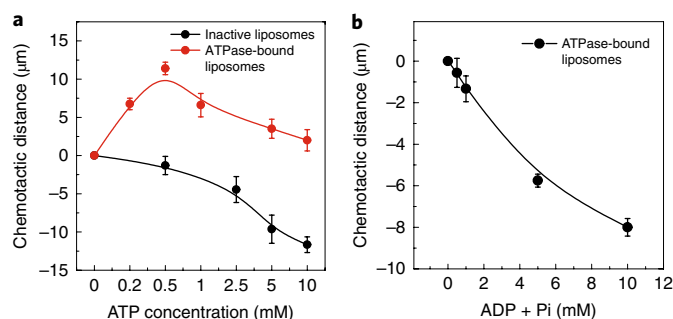 a
Inactive liposomes
ATPase-bound
liposomes
Chemotactic distance (μm)
15
10
5
0
–5
–10
–15
0 0.2 0.5 1 2.5 5 10
ATP concentration (mM)
b
ATPase-bound
liposomes
Chemotactic distance (μm)
0
–2
–4
–6
–8
–10
0 2 4 6 8 10 12
ADP + Pi (mM)